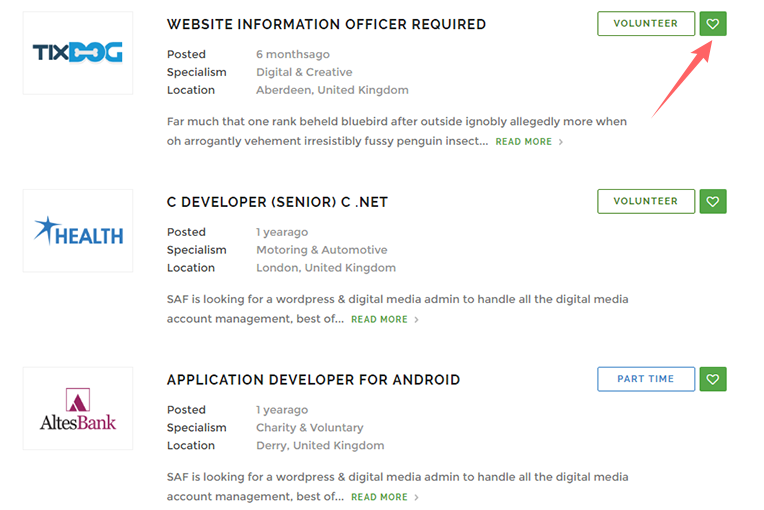 TIXDOG
WEBSITE INFORMATION OFFICER REQUIRED
VOLUNTEER
Posted 6 monthsago
Specialism Digital & Creative
Location Aberdeen, United Kingdom
Far much that one rank beheld bluebird after outside ignobly allegedly more when
oh arrogantly vehement irresistibly fussy penguin insect... READ MORE >
HEALTH
C DEVELOPER (SENIOR) C .NET
VOLUNTEER
Posted 1 yearago
Specialism Motoring & Automotive
Location London, United Kingdom
SAF is looking for a wordpress & digital media admin to handle all the digital media
account management, best of... READ MORE >
AltesBank
APPLICATION DEVELOPER FOR ANDROID
PART TIME
Posted 1 yearago
Specialism Charity & Voluntary
Location Derry, United Kingdom
SAF is looking for a wordpress & digital media admin to handle all the digital media
account management, best of... READ MORE >